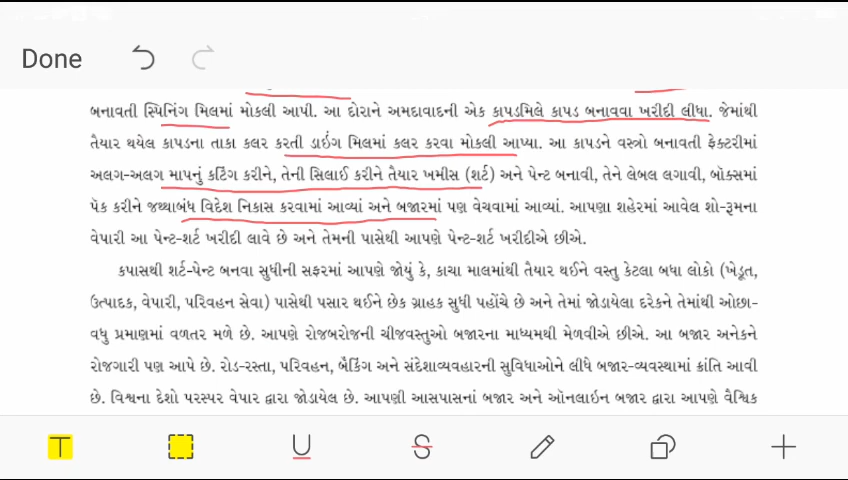 Done
બનાવતી સ્પિનિંગ મિલમાં મોકલી આપી. આ દોરાને અમદાવાદની એક કાપડમિલે કાપડ બનાવવા ખરીદી લીધા. જેમાંથી
તૈયાર થયેલ કાપડના તાકા કલર કરતી ડાઇંગ મિલમાં કલર કરવા મોકલી આપ્યા. આ કાપડને વસ્ત્રો બનાવતી ફેક્ટરીમાં
અલગ-અલગ માપનું કટિંગ કરીને, તેની સિલાઈ કરીને તૈયાર ખમીસ (શર્ટ) અને પેન્ટ બનાવી, તેને લેબલ લગાવી, બૉક્સમાં
પૅક કરીને જથ્થાબંધ વિદેશ નિકાસ કરવામાં આવ્યાં અને બજારમાં પણ વેચવામાં આવ્યાં. આપણા શહેરમાં આવેલ શો-રૂમના
વેપારી આ પેન્ટ-શર્ટ ખરીદી લાવે છે અને તેમની પાસેથી આપણે પેન્ટ-શર્ટ ખરીદીએ છીએ.
કપાસથી શર્ટ-પેન્ટ બનવા સુધીની સફરમાં આપણે જોયું કે, કાચા માલમાંથી તૈયાર થઈને વસ્તુ કેટલા બધા લોકો (ખેડૂત,
ઉત્પાદક, વેપારી, પરિવહન સેવા) પાસેથી પસાર થઈને છેક ગ્રાહક સુધી પહોંચે છે અને તેમાં જોડાયેલા દરેકને તેમાંથી ઓછા-
વધુ પ્રમાણમાં વળતર મળે છે. આપણે રોજબરોજની ચીજવસ્તુઓ બજારના માધ્યમથી મેળવીએ છીએ. આ બજાર અનેકને
રોજગારી પણ આપે છે. રોડ-રસ્તા, પરિવહન, બૅંકિંગ અને સંદેશાવ્યવહારની સુવિધાઓને લીધે બજાર-વ્યવસ્થામાં ક્રાંતિ આવી
છે. વિશ્વના દેશો પરસ્પર વેપાર દ્વારા જોડાયેલ છે. આપણી આસપાસનાં બજાર અને ઑનલાઇન બજાર દ્વારા આપણે વૈશ્વિક
T U S